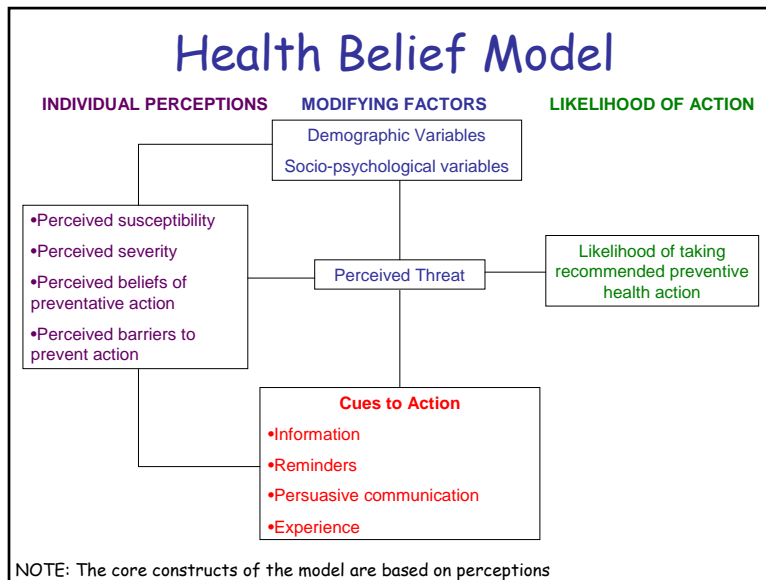 Health Belief Model
INDIVIDUAL PERCEPTIONS
MODIFYING FACTORS
LIKELIHOOD OF ACTION
Demographic Variables
Socio-psychological variables
•Perceived susceptibility
•Perceived severity
•Perceived beliefs of
preventative action
•Perceived barriers to
prevent action
Perceived Threat
Likelihood of taking
recommended preventive
health action
Cues to Action
•Information
•Reminders
•Persuasive communication
•Experience
NOTE: The core constructs of the model are based on perceptions